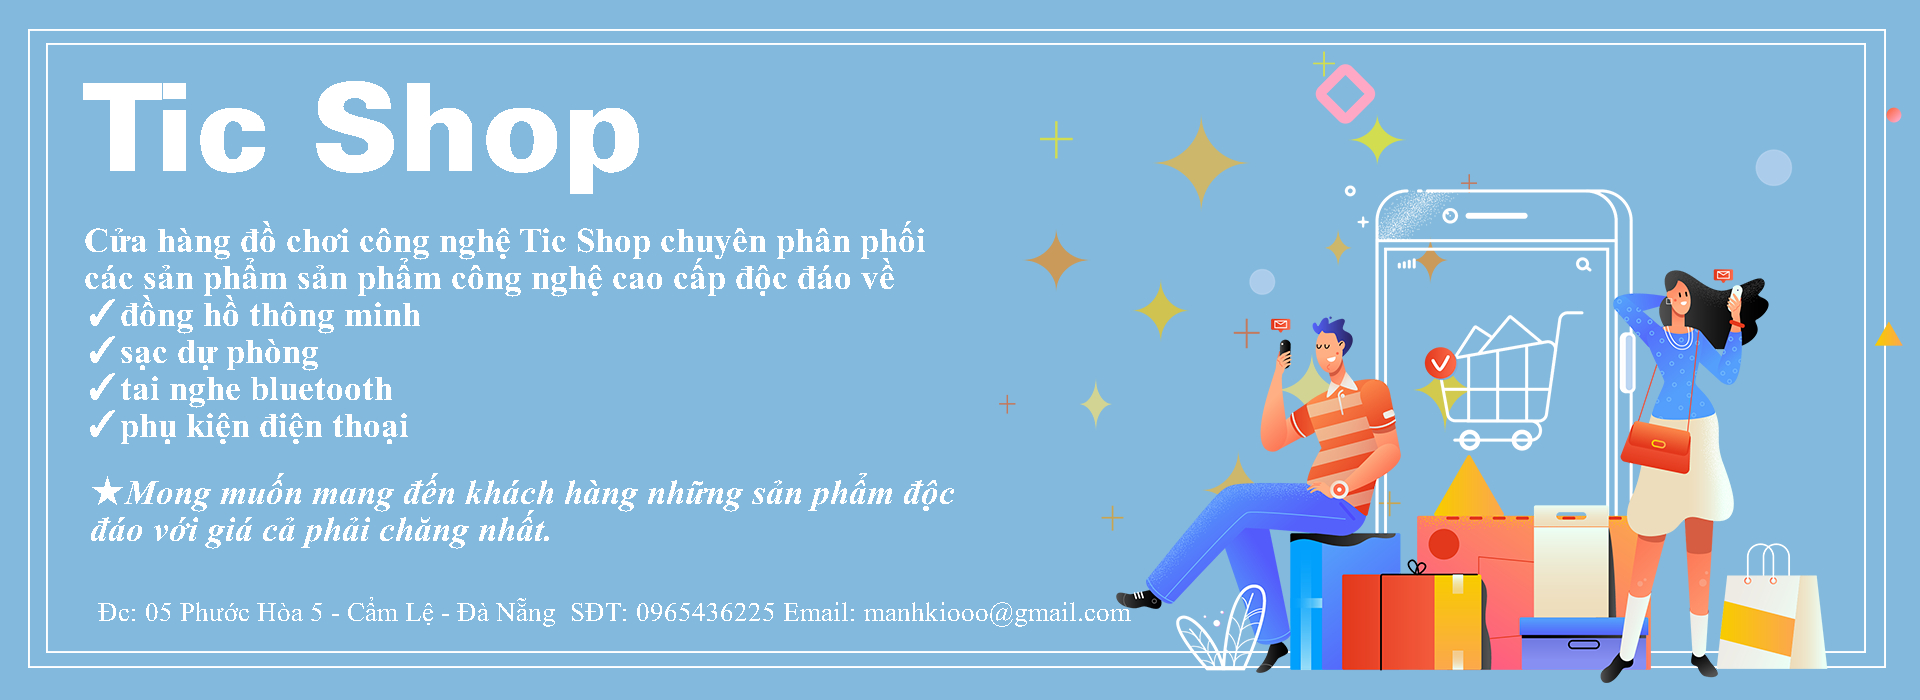 Tic Shop
Cửa hàng đồ chơi công nghệ Tic Shop chuyên phân phối
các sản phẩm sản phẩm công nghệ cao cấp độc đáo về
✓đồng hồ thông minh
✓sạc dự phòng
✓tai nghe bluetooth
✓phụ kiện điện thoại
★Mong muốn mang đến khách hàng những sản phẩm độc
đáo với giá cả phải chăng nhất.
Đc: 05 Phước Hòa 5 - Cẩm Lệ - Đà Nẵng  SĐT: 0965436225 Email: manhkiooo@gmail.com